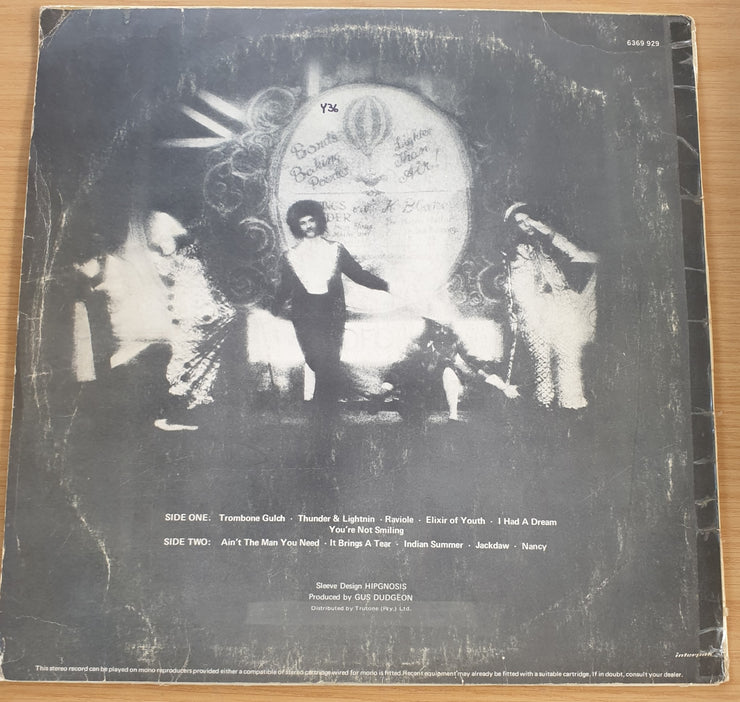 6369 929
Y36
Lighter
Than
Air!
SIDE ONE. Trombone Gulch · Thunder & Lightnin · Raviole · Elixir of Youth · I Had A Dream
You're Not Smiling
SIDE TWO: Ain't The Man You Need · It Brings A Tear · Indian Summer · Jackdaw · Nancy
Sleeve Design HIPGNOSIS
Produced by GUS DUDGEON
Distributed by Trutone (Pty.) Ltd.
interpak
This stereo record can be played on mono reproducers provided either a compatible or stereo cartridge wired for mono is fitted. Recent equipment may already be fitted with a suitable cartridge. If in doubt, consult your dealer.